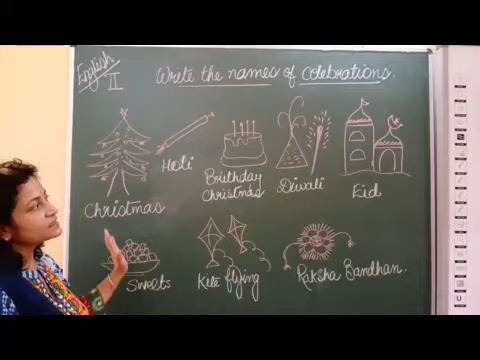 English
II
Write the names of celebrations.
Christmas
Holi
Birthday
Christmas
Diwali
Eid
Sweets
Kite flying
Raksha Bandhan.